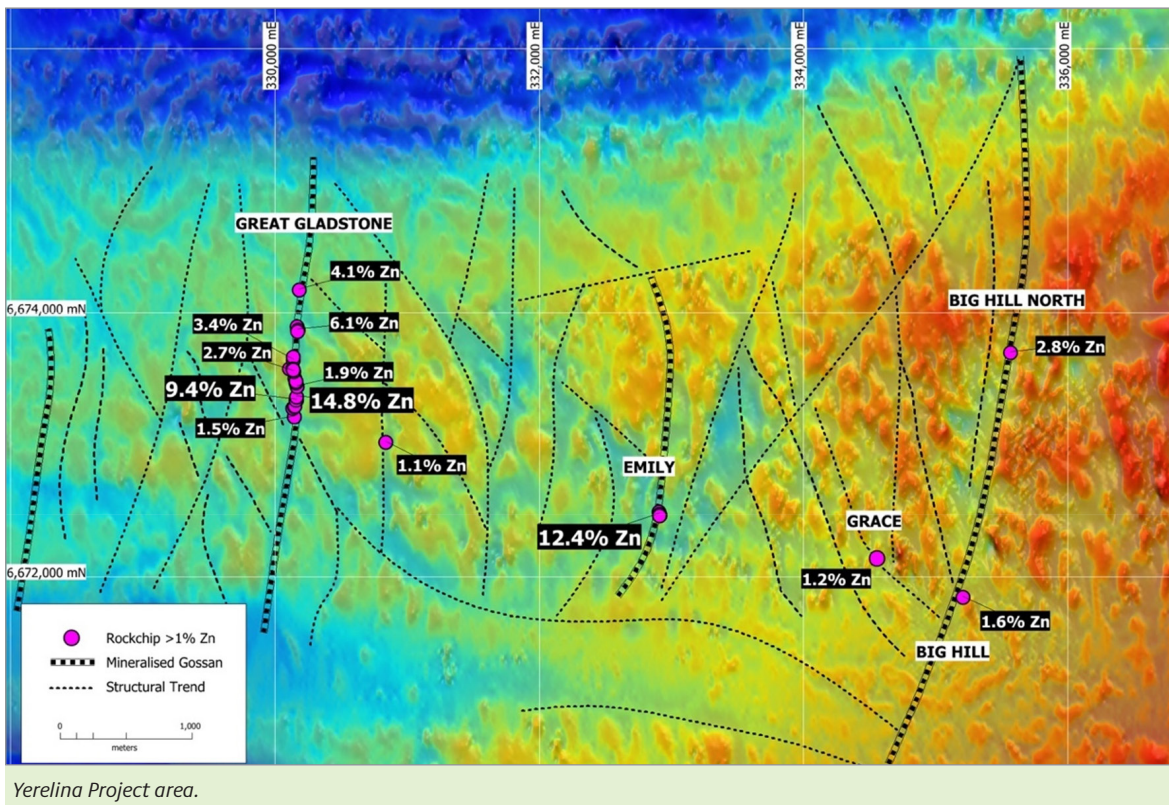 330,000 mE
332,000 mE
334,000 mE
336,000 mE
GREAT GLADSTONE
4.1% Zn
6,674,000 mN
3.4% Zn
6.1% Zn
2.7% Zn
1.9% Zn
9.4% Zn
14.8% Zn
1.5% Zn
1.1% Zn
BIG HILL NORTH
2.8% Zn
EMILY
12.4% Zn
GRACE
1.2% Zn
6,672,000 mN
1.6% Zn
BIG HILL
Rockchip >1% Zn
Mineralised Gossan
Structural Trend
0 1,000
meters
Yerelina Project area.